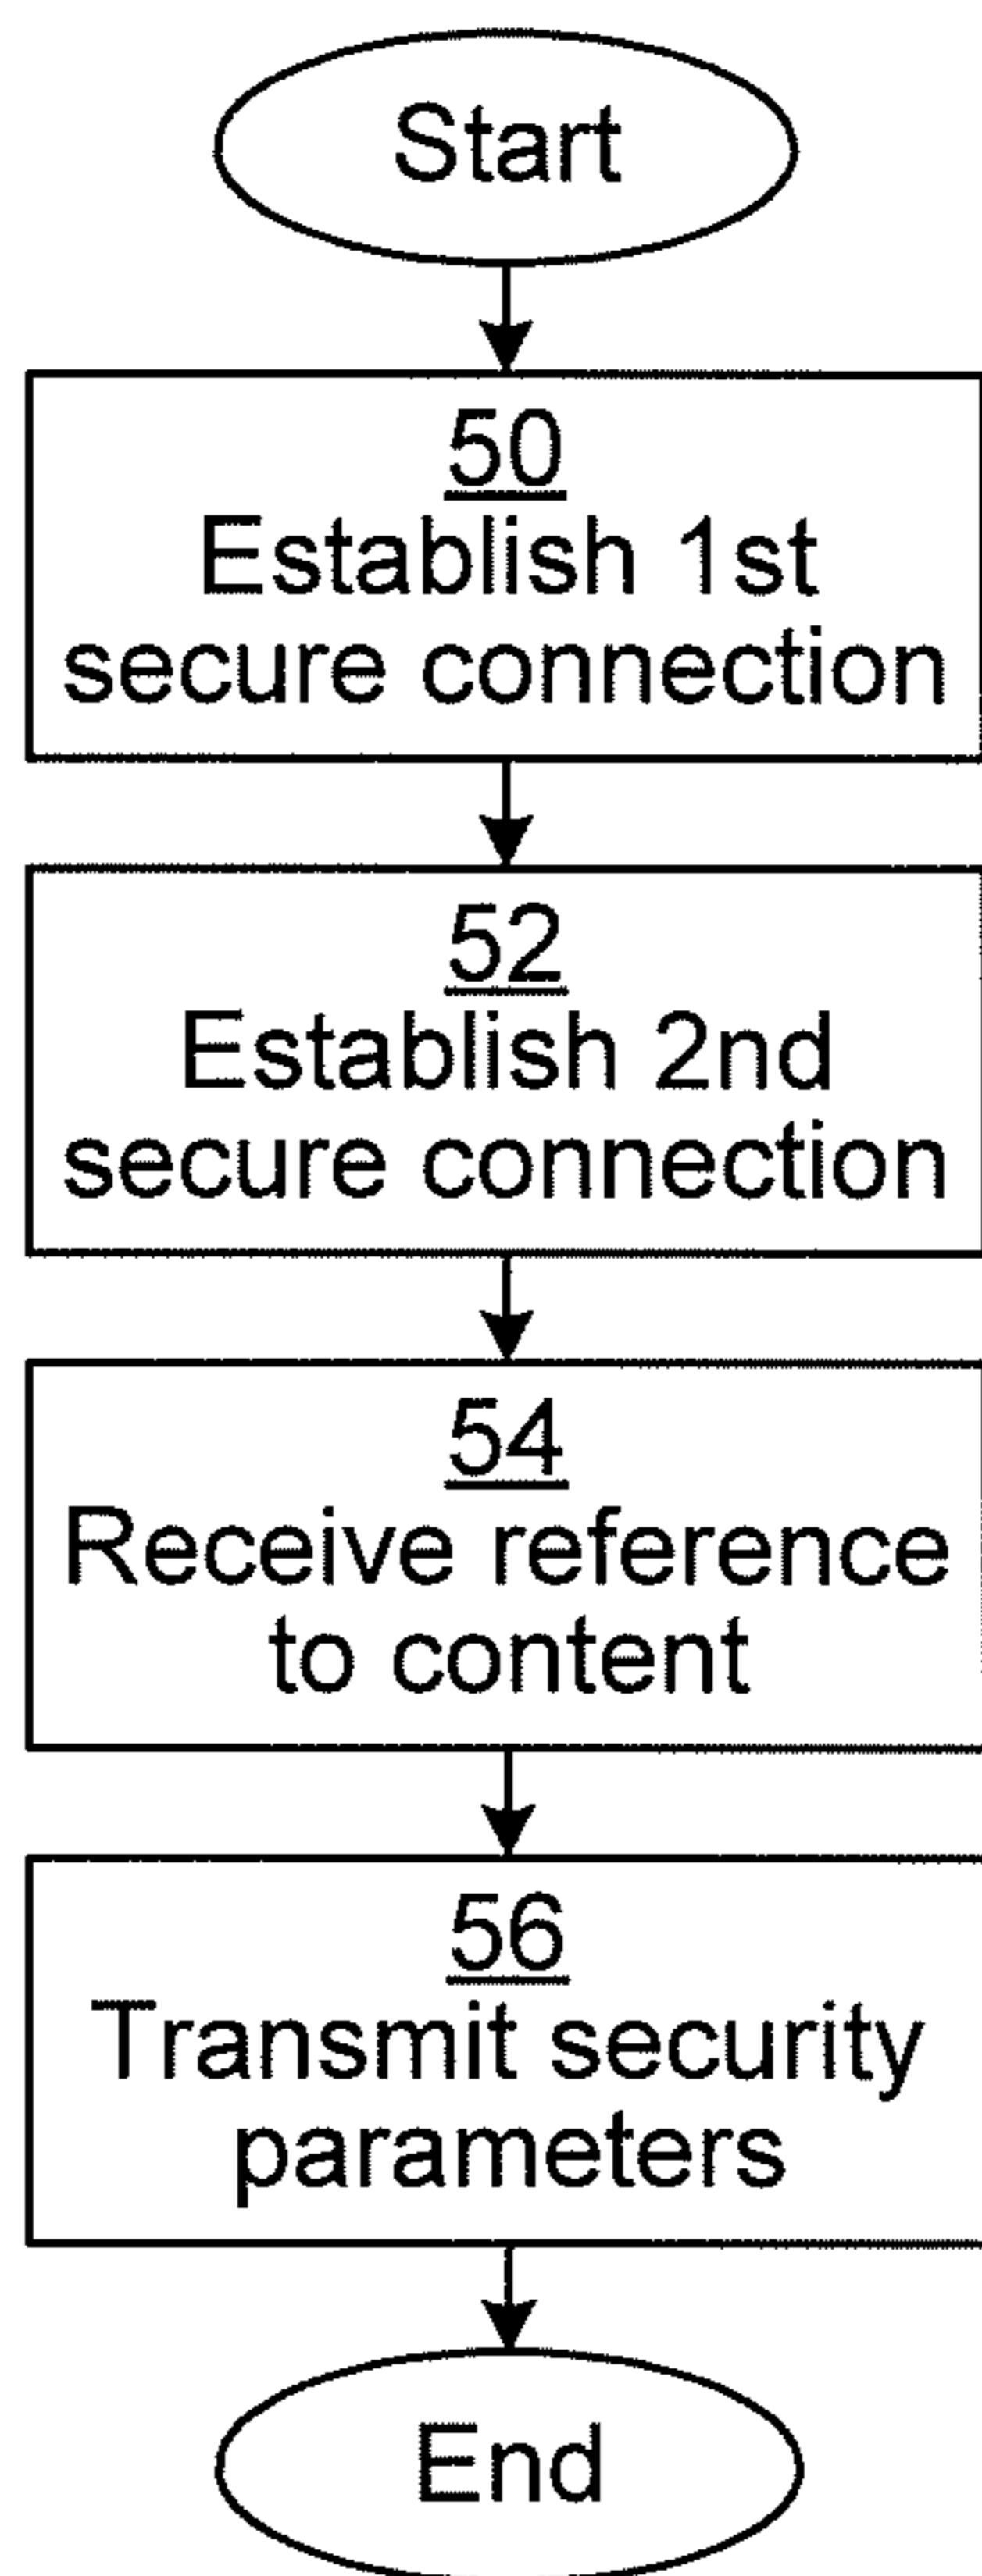 Start
50
Establish 1st
secure connection
52
Establish 2nd
secure connection
54
Receive reference
to content
56
Transmit security
parameters
End